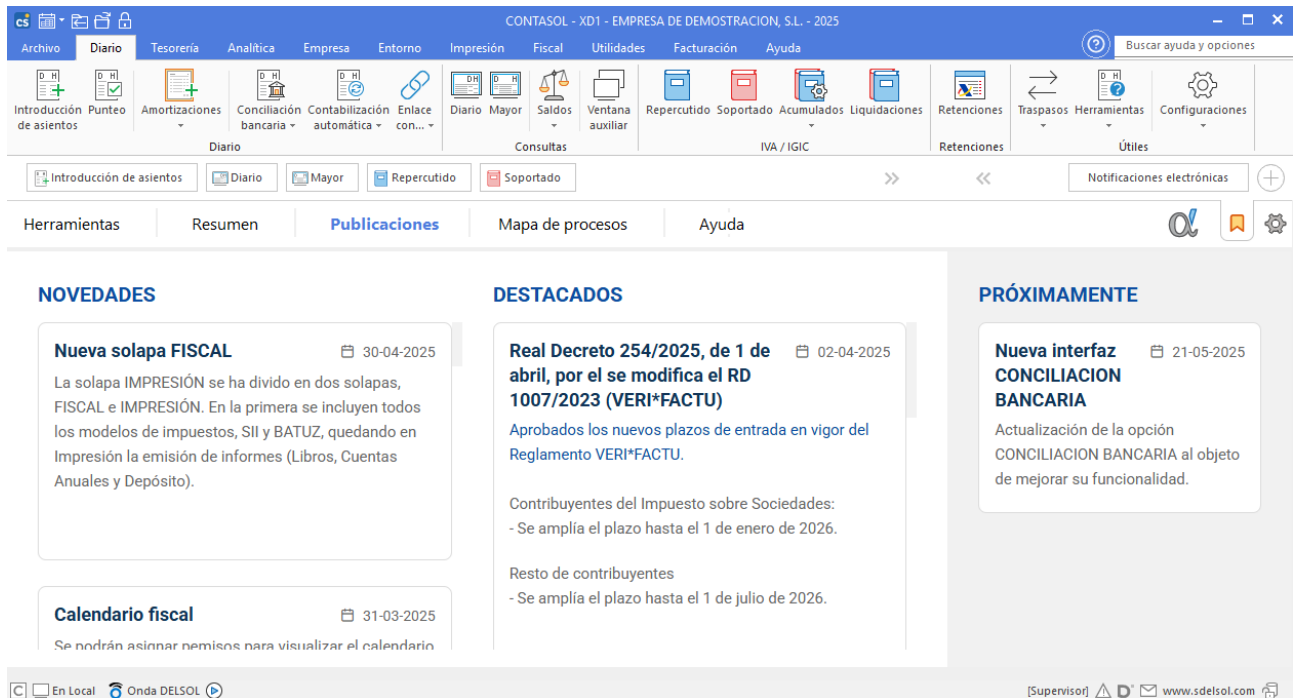 CONTASOL - XD1 - EMPRESA DE DEMOSTRACION, S.L. - 2025
Archivo Diario Tesorería Analítica Empresa Entorno Impresión Fiscal Utilidades Facturación Ayuda
Buscar ayuda y opciones
Introducción de asientos
Punteo
Amortizaciones
Conciliación bancaria
Contabilización automática
Enlace con...
Diario
Diario
Mayor
Saldos
Ventana auxiliar
Consultas
Repercutido
Soportado
Acumulados
Liquidaciones
IVA / IGIC
Retenciones
Retenciones
Traspasos
Herramientas
Configuraciones
Útiles
Introducción de asientos Diario Mayor Repercutido Soportado Notificaciones electrónicas
Herramientas Resumen Publicaciones Mapa de procesos Ayuda
NOVEDADES
Nueva solapa FISCAL 30-04-2025
La solapa IMPRESIÓN se ha divido en dos solapas,
FISCAL e IMPRESIÓN. En la primera se incluyen todos
los modelos de impuestos, SII y BATUZ, quedando en
Impresión la emisión de informes (Libros, Cuentas
Anuales y Depósito).
Calendario fiscal 31-03-2025
Se podrán asignar pemisos para visualizar el calendario
DESTACADOS
Real Decreto 254/2025, de 1 de 02-04-2025
abril, por el se modifica el RD
1007/2023 (VERI*FACTU)
Aprobados los nuevos plazos de entrada en vigor del
Reglamento VERI*FACTU.
Contribuyentes del Impuesto sobre Sociedades:
- Se amplía el plazo hasta el 1 de enero de 2026.
Resto de contribuyentes
- Se amplía el plazo hasta el 1 de julio de 2026.
PRÓXIMAMENTE
Nueva interfaz 21-05-2025
CONCILIACION
BANCARIA
Actualización de la opción
CONCILIACION BANCARIA al objeto
de mejorar su funcionalidad.
En Local Onda DELSOL [Supervisor] www.sdelsol.com